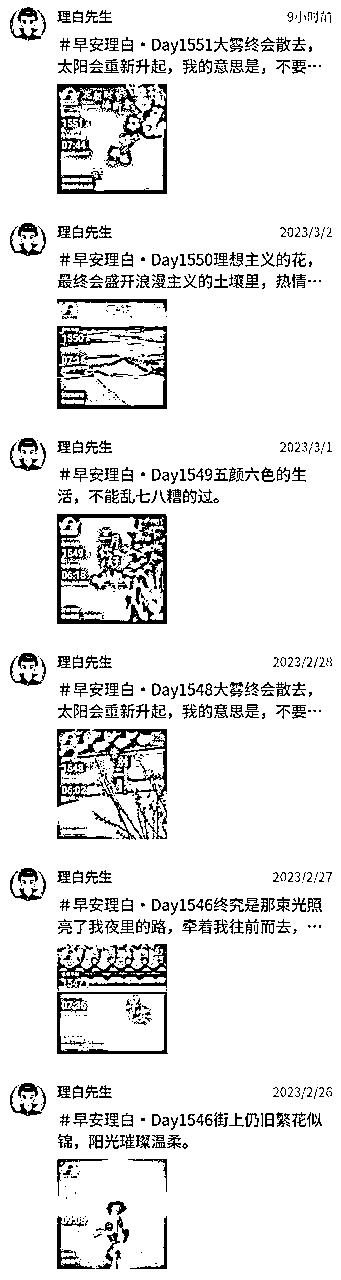 理白先生
9小时前
#早安理白·Day1551大雾终会散去，
太阳会重新升起，我的意思是，不要…
1551
07:44
理白先生
2023/3/2
#早安理白·Day1550理想主义的花，
最终会盛开浪漫主义的土壤里，热情…
1550
理白先生
2023/3/1
#早安理白·Day1549五颜六色的生
活，不能乱七八糟的过。
1549
理白先生
2023/2/28
#早安理白·Day1548大雾终会散去，
太阳会重新升起，我的意思是，不要…
1548
08:02
理白先生
2023/2/27
#早安理白·Day1546终究是那束光照
亮了我夜里的路，牵着我往前而去，…
理白先生
2023/2/26
#早安理白·Day1546街上仍旧繁花似
锦，阳光璀璨温柔。